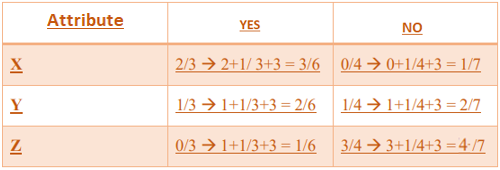 Attribute YES NO
X 2/3 → 2+1/ 3+3 = 3/6 0/4 → 0+1/4+3 = 1/7
Y 1/3 → 1+1/3+3 = 2/6 1/4 → 1+1/4+3 = 2/7
Z 0/3 → 1+1/3+3 = 1/6 3/4 → 3+1/4+3 = 4/7